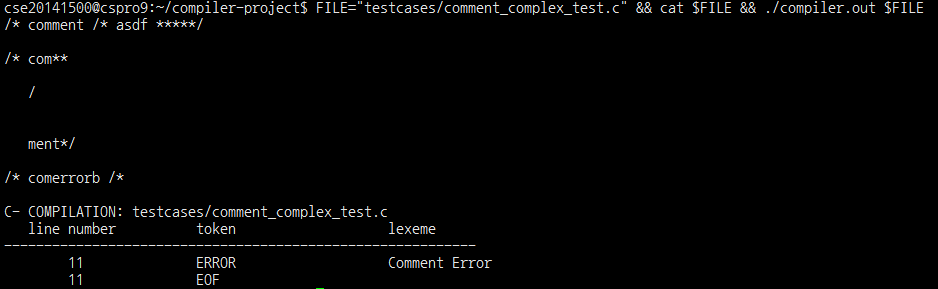 cse20141500@cspro9:~/compiler-project$ FILE="testcases/comment_complex_test.c" && cat $FILE && ./compiler.out $FILE
/* comment /* asdf *****/
/* com**
/
ment*/
/* comerrorb /*
C- COMPILATION: testcases/comment_complex_test.c
line number token lexeme
-----------------------------------------------------------
11 ERROR Comment Error
11 EOF